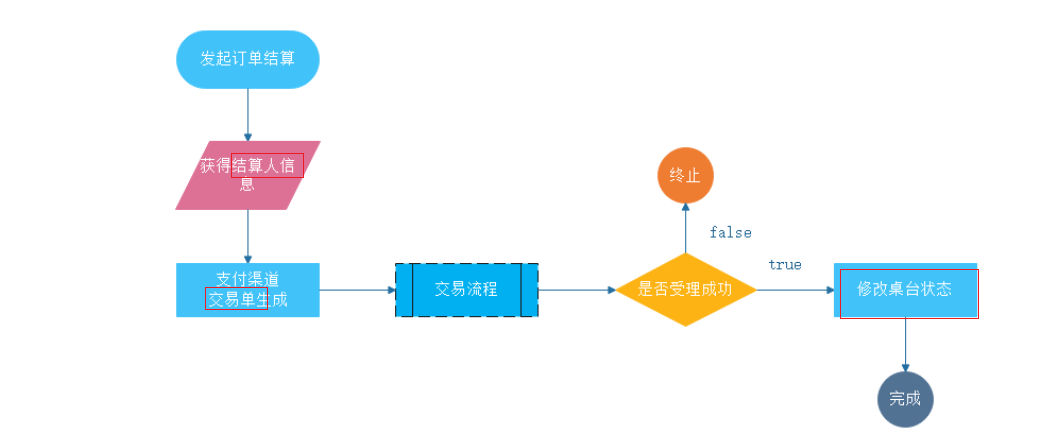 发起订单结算
获得结算人信
息
终止
false
true
支付渠道
交易单生成
交易流程
是否受理成功
修改桌台状态
完成